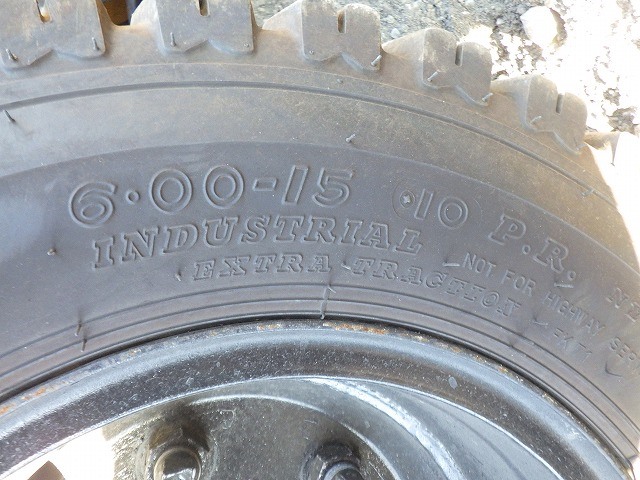 6·00-15 10 P.R.
INDUSTRIAL
EXTRA TRACTION
NOT FOR HIGHWAY